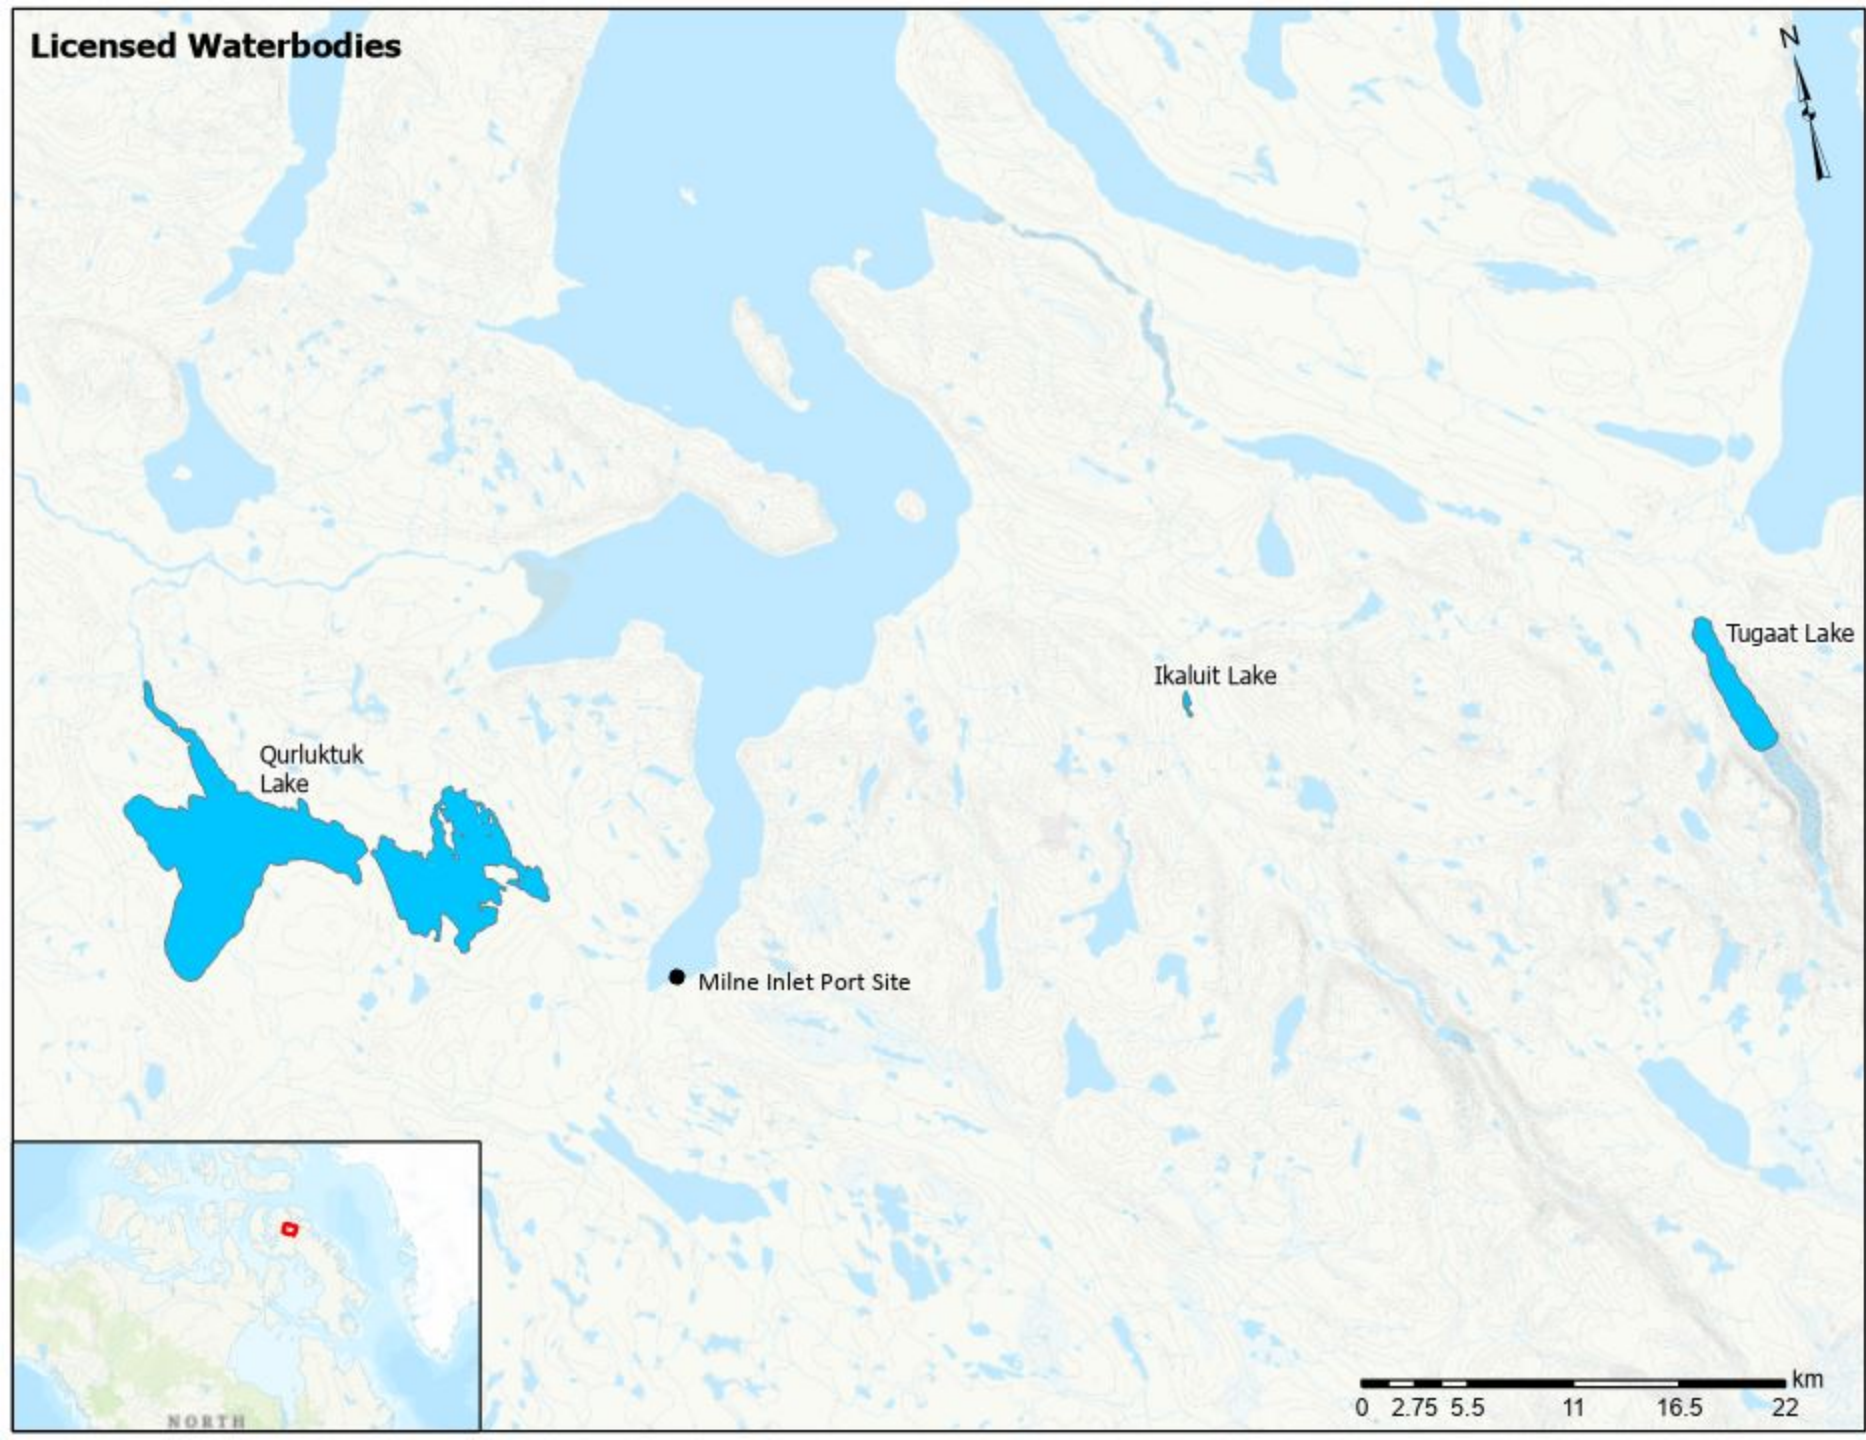 Licensed Waterbodies
N
Tugaat Lake
Ikaluit Lake
Qurluktuk
Lake
Milne Inlet Port Site
km
0 2.75 5.5 11 16.5 22
NORTH